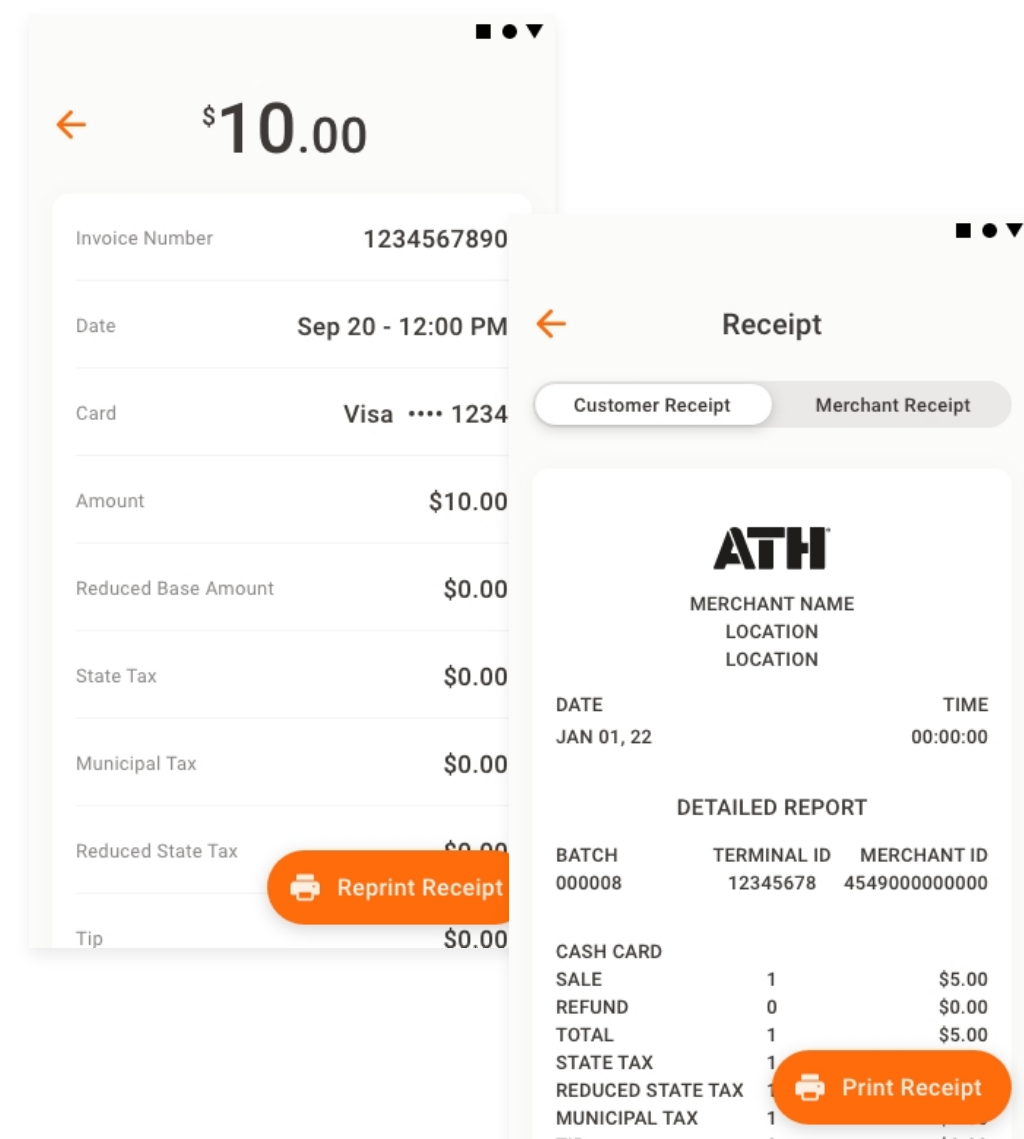 $10.00
Invoice Number 1234567890
Date Sep 20 - 12:00 PM
Card Visa •••• 1234
Amount $10.00
Reduced Base Amount $0.00
State Tax $0.00
Municipal Tax $0.00
Reduced State Tax
Reprint Receipt
Tip $0.00
Receipt
Customer Receipt Merchant Receipt
ATH®
MERCHANT NAME
LOCATION
LOCATION
DATE TIME
JAN 01, 22 00:00:00
DETAILED REPORT
BATCH TERMINAL ID MERCHANT ID
000008 12345678 4549000000000
CASH CARD
SALE 1 $5.00
REFUND 0 $0.00
TOTAL 1 $5.00
STATE TAX 1
REDUCED STATE TAX
Print Receipt
MUNICIPAL TAX 1